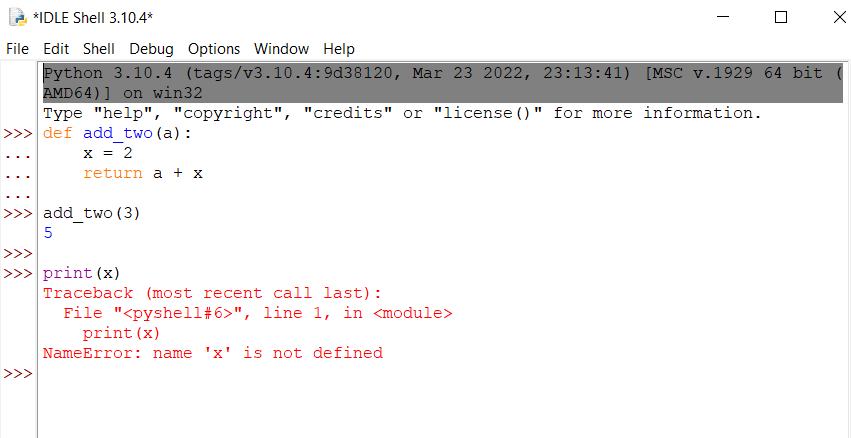 *IDLE Shell 3.10.4*
File Edit Shell Debug Options Window Help
Python 3.10.4 (tags/v3.10.4:9d38120, Mar 23 2022, 23:13:41) [MSC v.1929 64 bit (
AMD64)] on win32
Type "help", "copyright", "credits" or "license()" for more information.
>>> def add_two(a):
...     x = 2
...     return a + x
...
>>> add_two(3)
5
>>>
>>> print(x)
Traceback (most recent call last):
  File "<pyshell#6>", line 1, in <module>
    print(x)
NameError: name 'x' is not defined
>>>